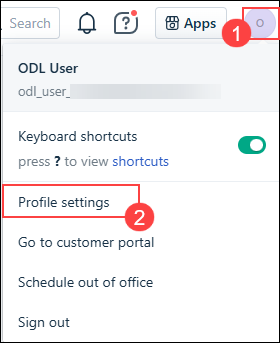 Search
Apps
1
O
ODL User
odl_user_
Keyboard shortcuts
press ? to view shortcuts
Profile settings
2
Go to customer portal
Schedule out of office
Sign out